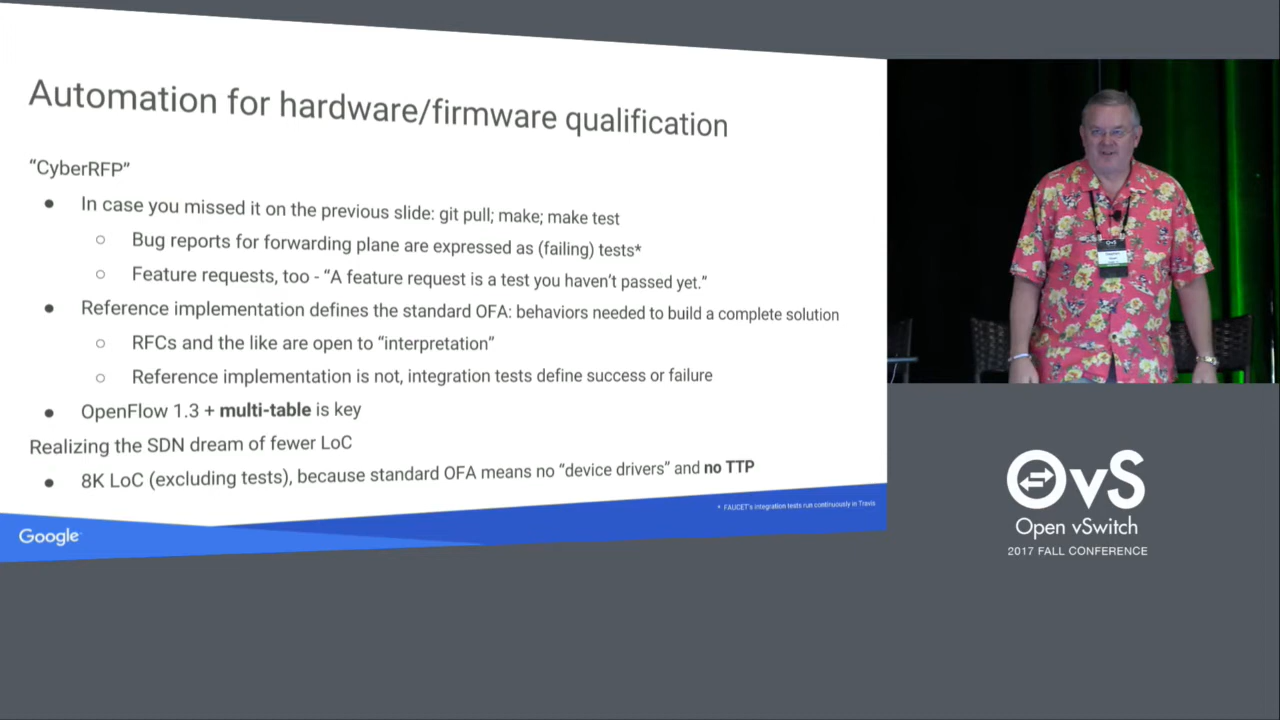 Automation for hardware/firmware qualification
“CyberRFP”
● In case you missed it on the previous slide: git pull; make; make test
○ Bug reports for forwarding plane are expressed as (failing) tests*
○ Feature requests, too - “A feature request is a test you haven’t passed yet.”
● Reference implementation defines the standard OFA: behaviors needed to build a complete solution
○ RFCs and the like are open to “interpretation”
○ Reference implementation is not, integration tests define success or failure
● OpenFlow 1.3 + multi-table is key
Realizing the SDN dream of fewer LoC
● 8K LoC (excluding tests), because standard OFA means no “device drivers” and no TTP
* FAUCET's integration tests run continuously in Travis
Google
OvS
OvS
Open vSwitch
2017 FALL CONFERENCE